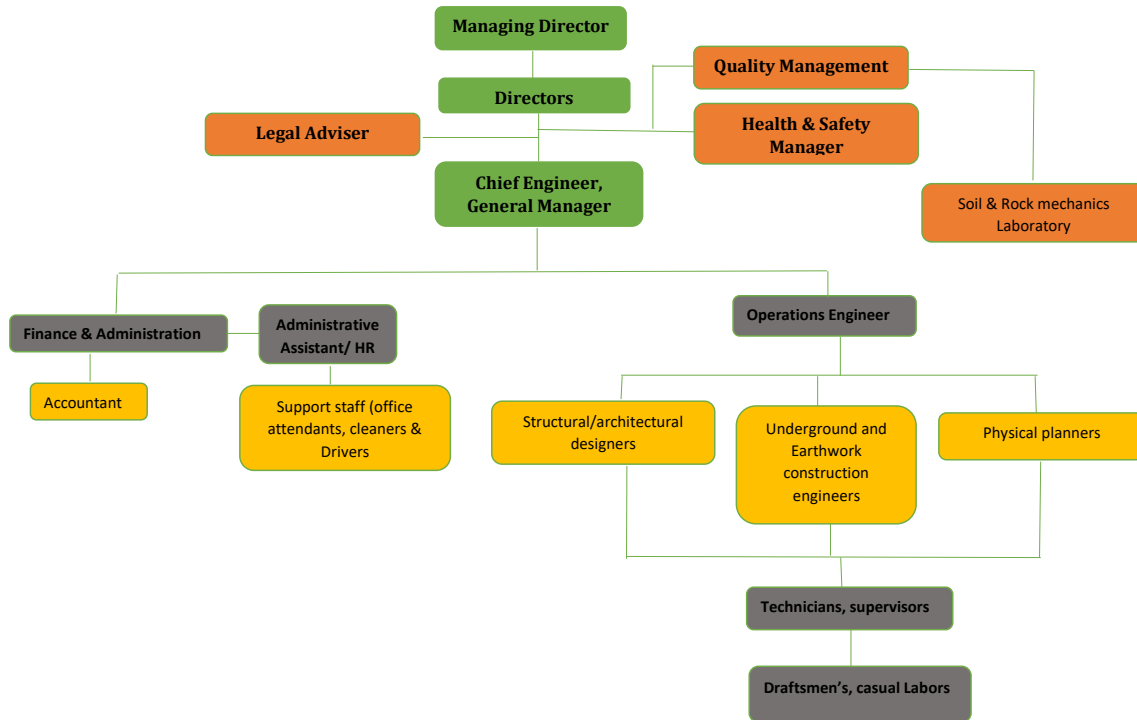 Managing Director
Directors
Quality Management
Legal Adviser
Health & Safety
Manager
Chief Engineer,
General Manager
Soil & Rock mechanics
Laboratory
Finance & Administration
Administrative
Assistant/ HR
Operations Engineer
Accountant
Support staff (office
attendants, cleaners &
Drivers
Structural/architectural
designers
Underground and
Earthwork
construction
engineers
Physical planners
Technicians, supervisors
Draftsmen’s, casual Labors